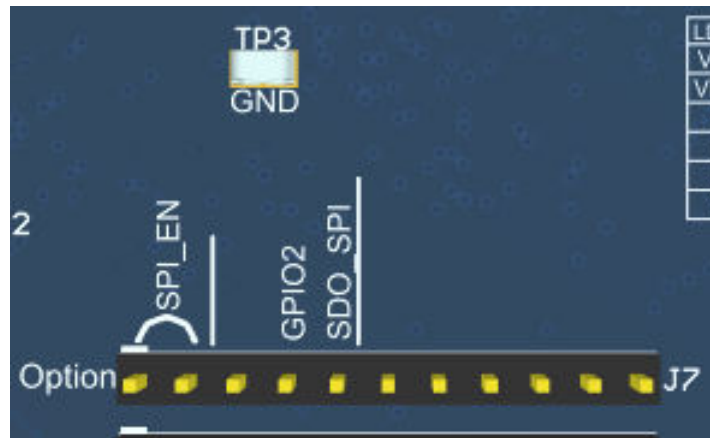 TP3
GND
2
SPI_EN
GPIO2
SDO_SPI
Option
J7